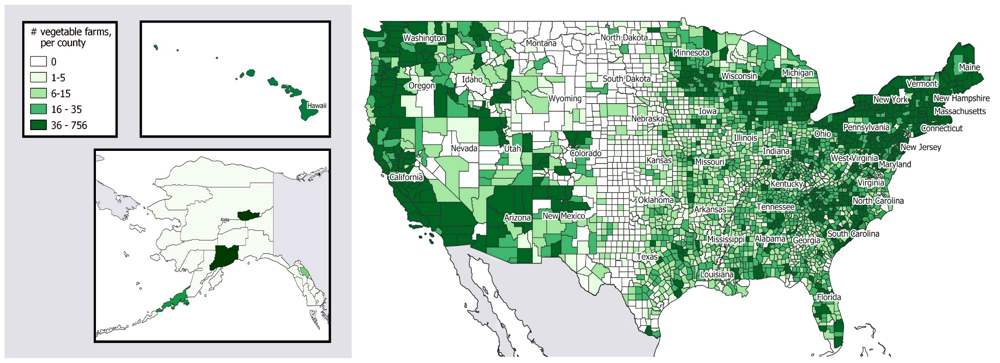 # vegetable farms,
per county
0
1-5
6-15
16 - 35
36 - 756
Hawaii
Alaska
Washington
Montana
North Dakota
Minnesota
Maine
Michigan
Wisconsin
Idaho
South Dakota
Vermont
Oregon
Wyoming
New York
New Hampshire
Iowa
Massachusetts
Nebraska
Pennsylvania
Connecticut
Ohio
Illinois
New Jersey
Nevada
Utah
Colorado
Indiana
Kansas
Missouri
West Virginia
Maryland
California
Kentucky
Virginia
Oklahoma
North Carolina
Tennessee
Arkansas
Arizona
New Mexico
South Carolina
Mississippi
Alabama
Georgia
Texas
Louisiana
Florida